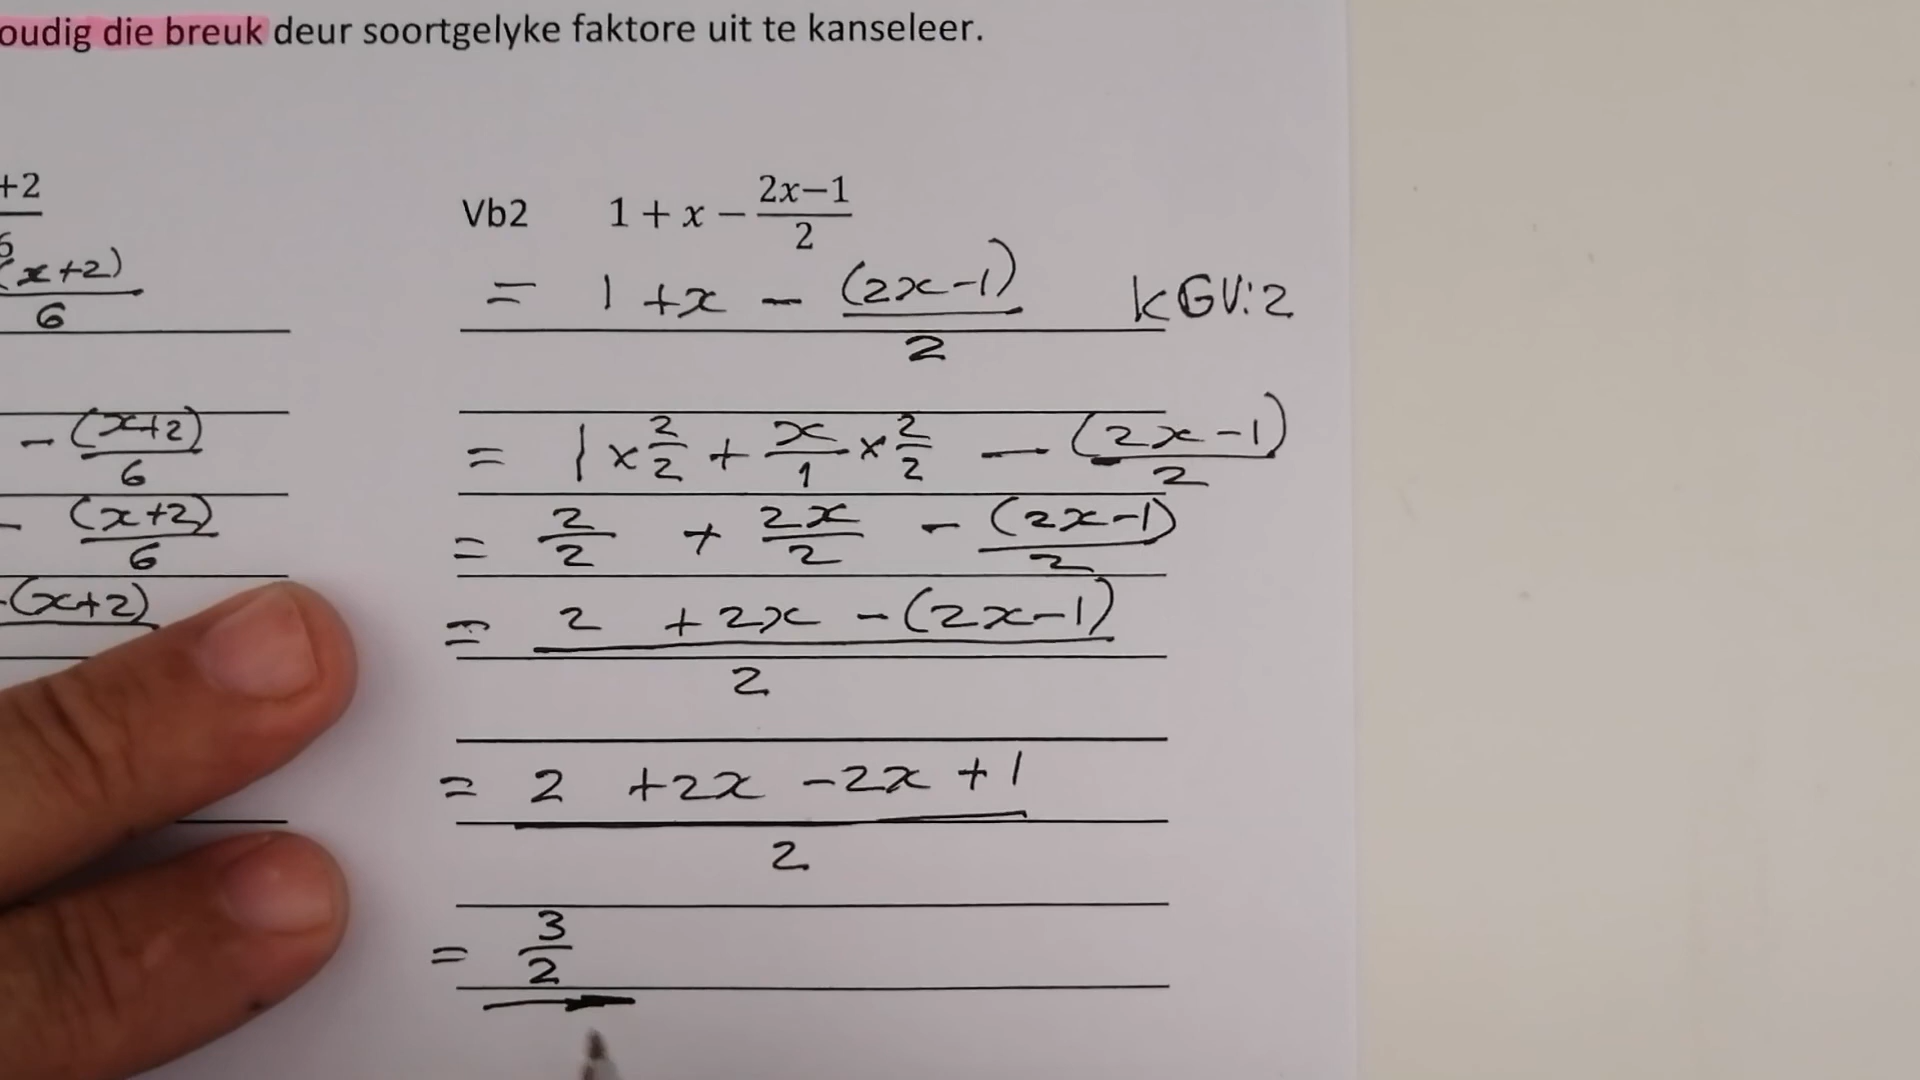 oudig die breuk deur soortgelyke faktore uit te kanseleer.
+2
6
(x+2)
6
- (x+2)
6
- (x+2)
6
-(x+2)
Vb2 1 + x − 2x−1
2
= 1 + x - (2x-1) KGV:2
2
= 1 × 2/2 + x/1 × 2/2 - (2x-1)
2
= 2/2 + 2x/2 - (2x-1)
2
= 2 + 2x - (2x-1)
2
= 2 + 2x - 2x + 1
2
= 3
2